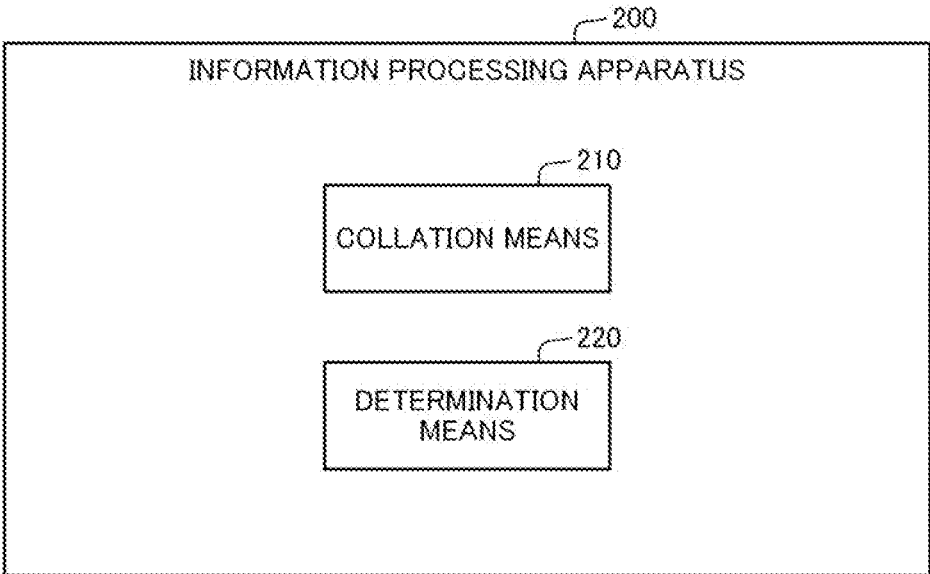 200
INFORMATION PROCESSING APPARATUS
210
COLLATION MEANS
220
DETERMINATION
MEANS